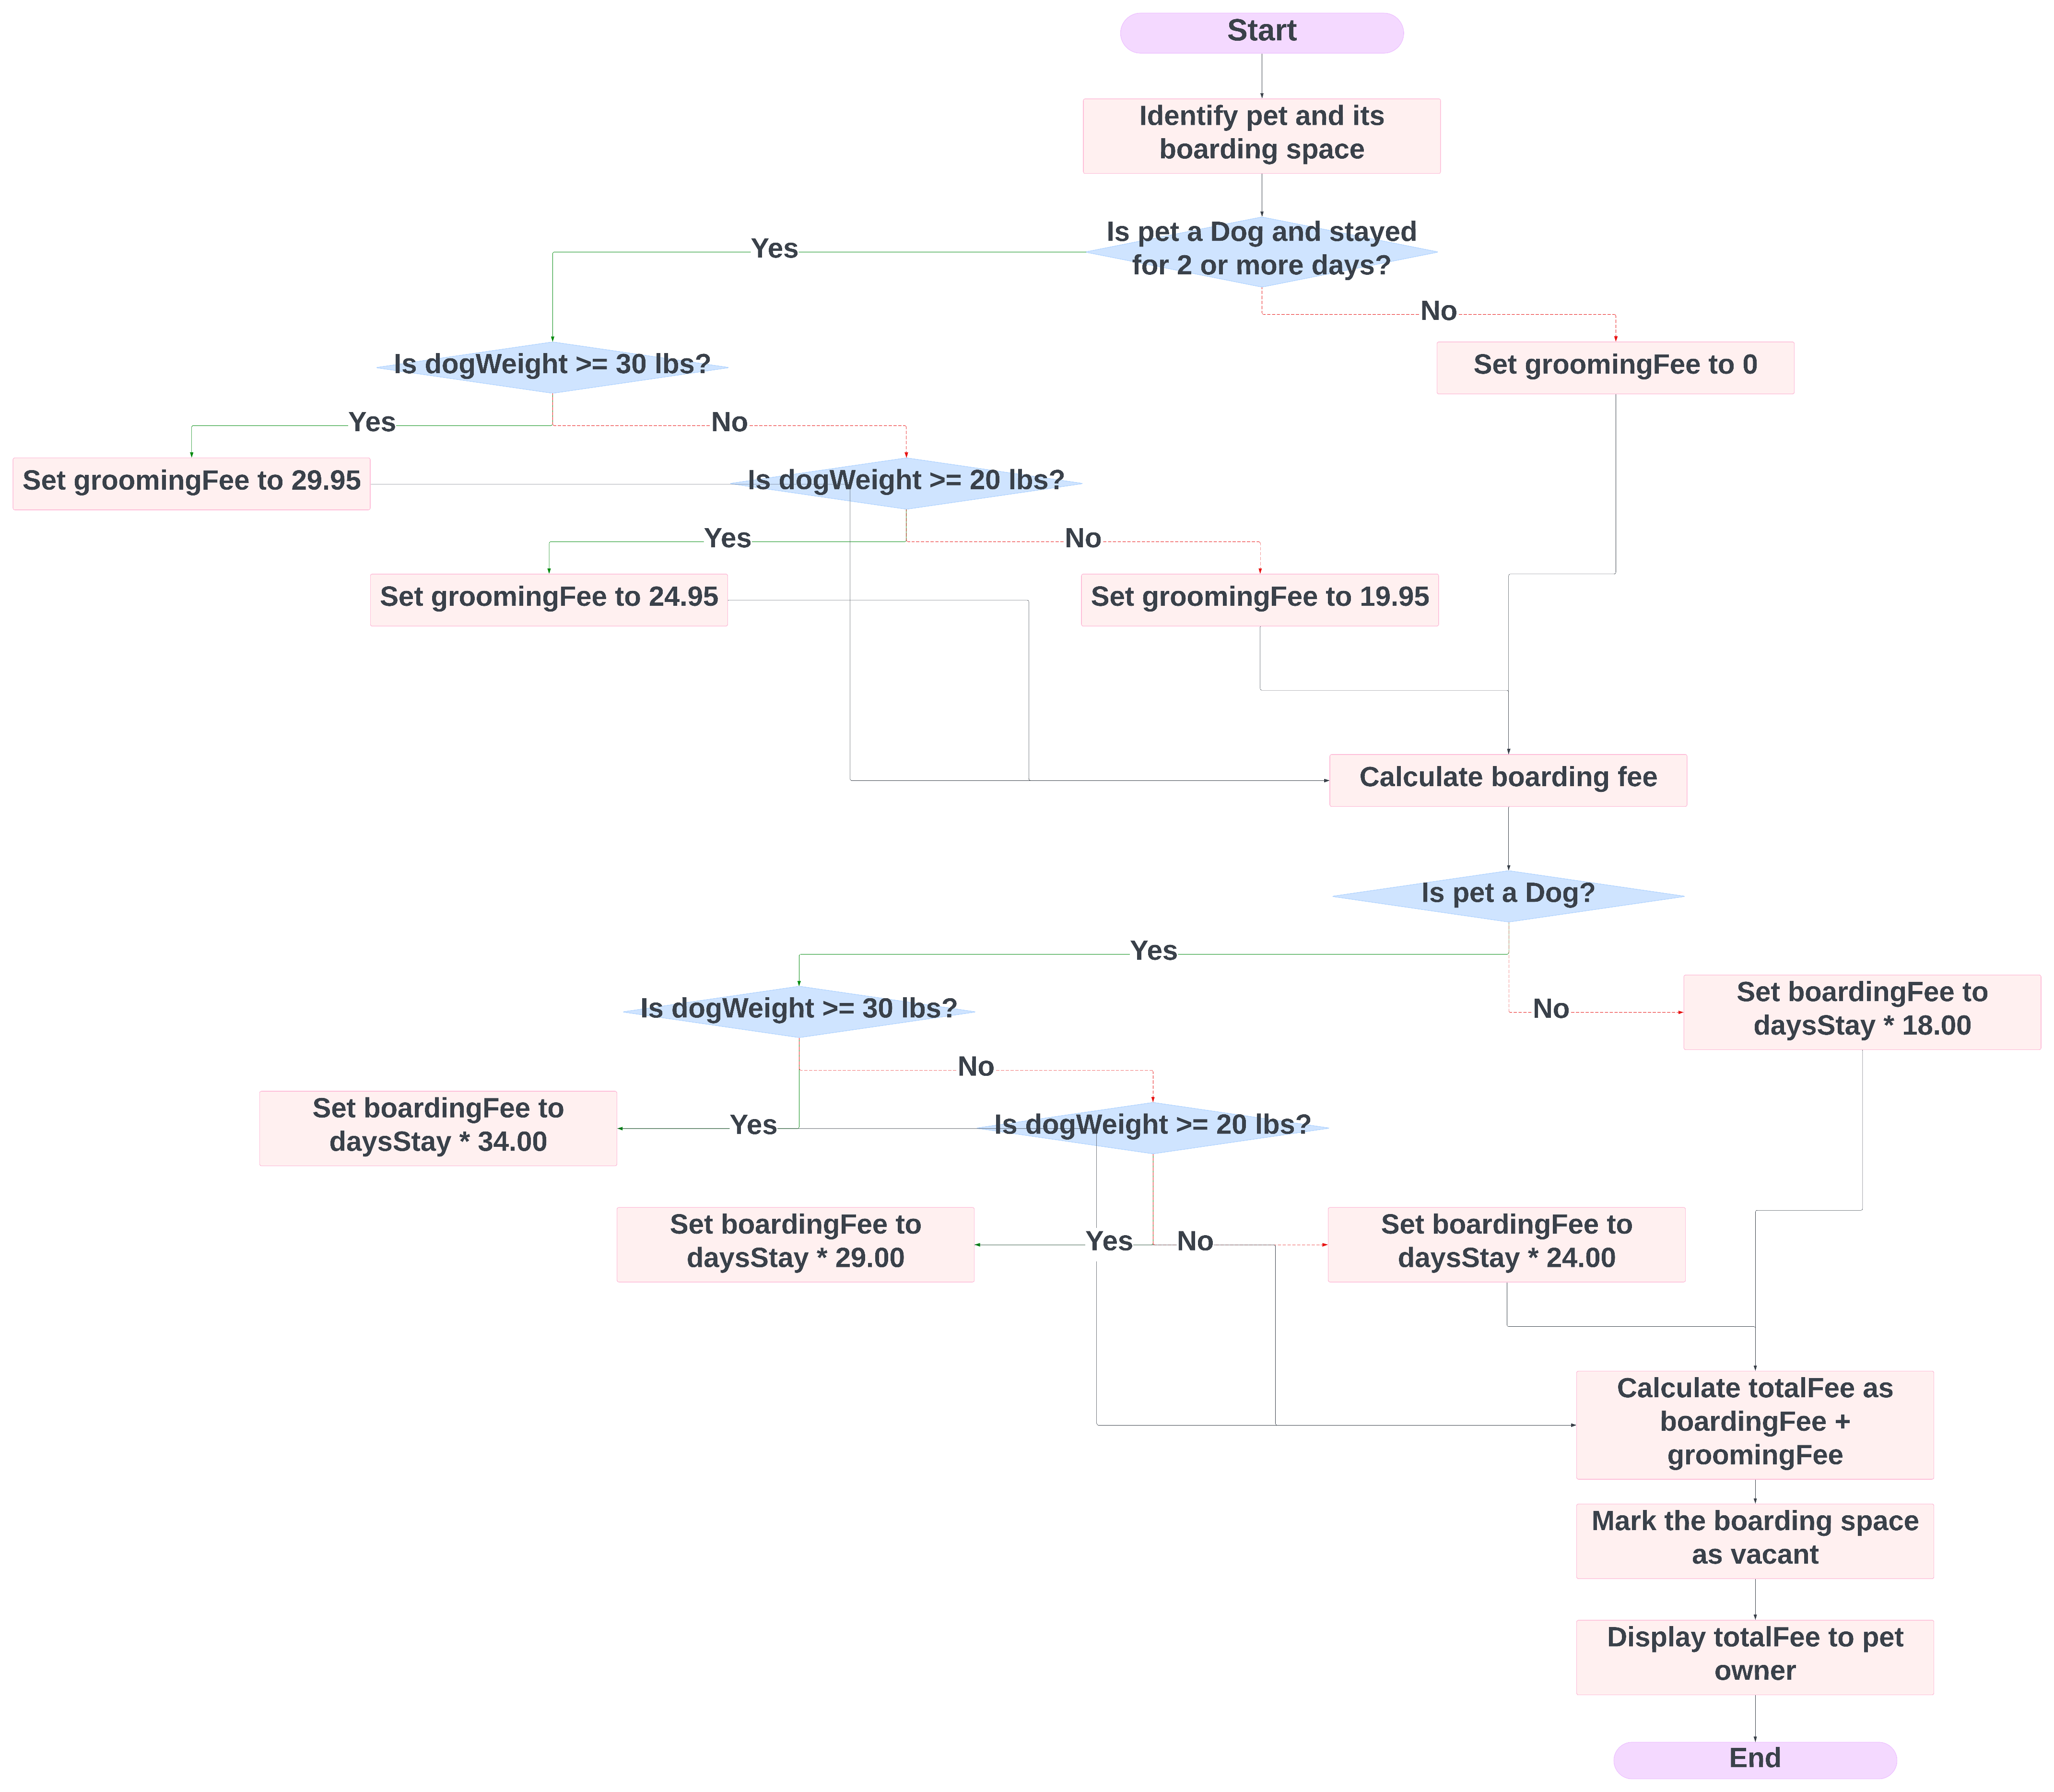 Start
Identify pet and its
boarding space
Is pet a Dog and stayed
for 2 or more days?
Yes
No
Is dogWeight >= 30 lbs?
Set groomingFee to 0
Yes
No
Set groomingFee to 29.95
Is dogWeight >= 20 lbs?
Yes
No
Set groomingFee to 24.95
Set groomingFee to 19.95
Calculate boarding fee
Is pet a Dog?
Yes
Is dogWeight >= 30 lbs?
No
Set boardingFee to
daysStay * 18.00
No
Set boardingFee to
daysStay * 34.00
Yes
Is dogWeight >= 20 lbs?
Set boardingFee to
daysStay * 29.00
Yes
No
Set boardingFee to
daysStay * 24.00
Calculate totalFee as
boardingFee +
groomingFee
Mark the boarding space
as vacant
Display totalFee to pet
owner
End